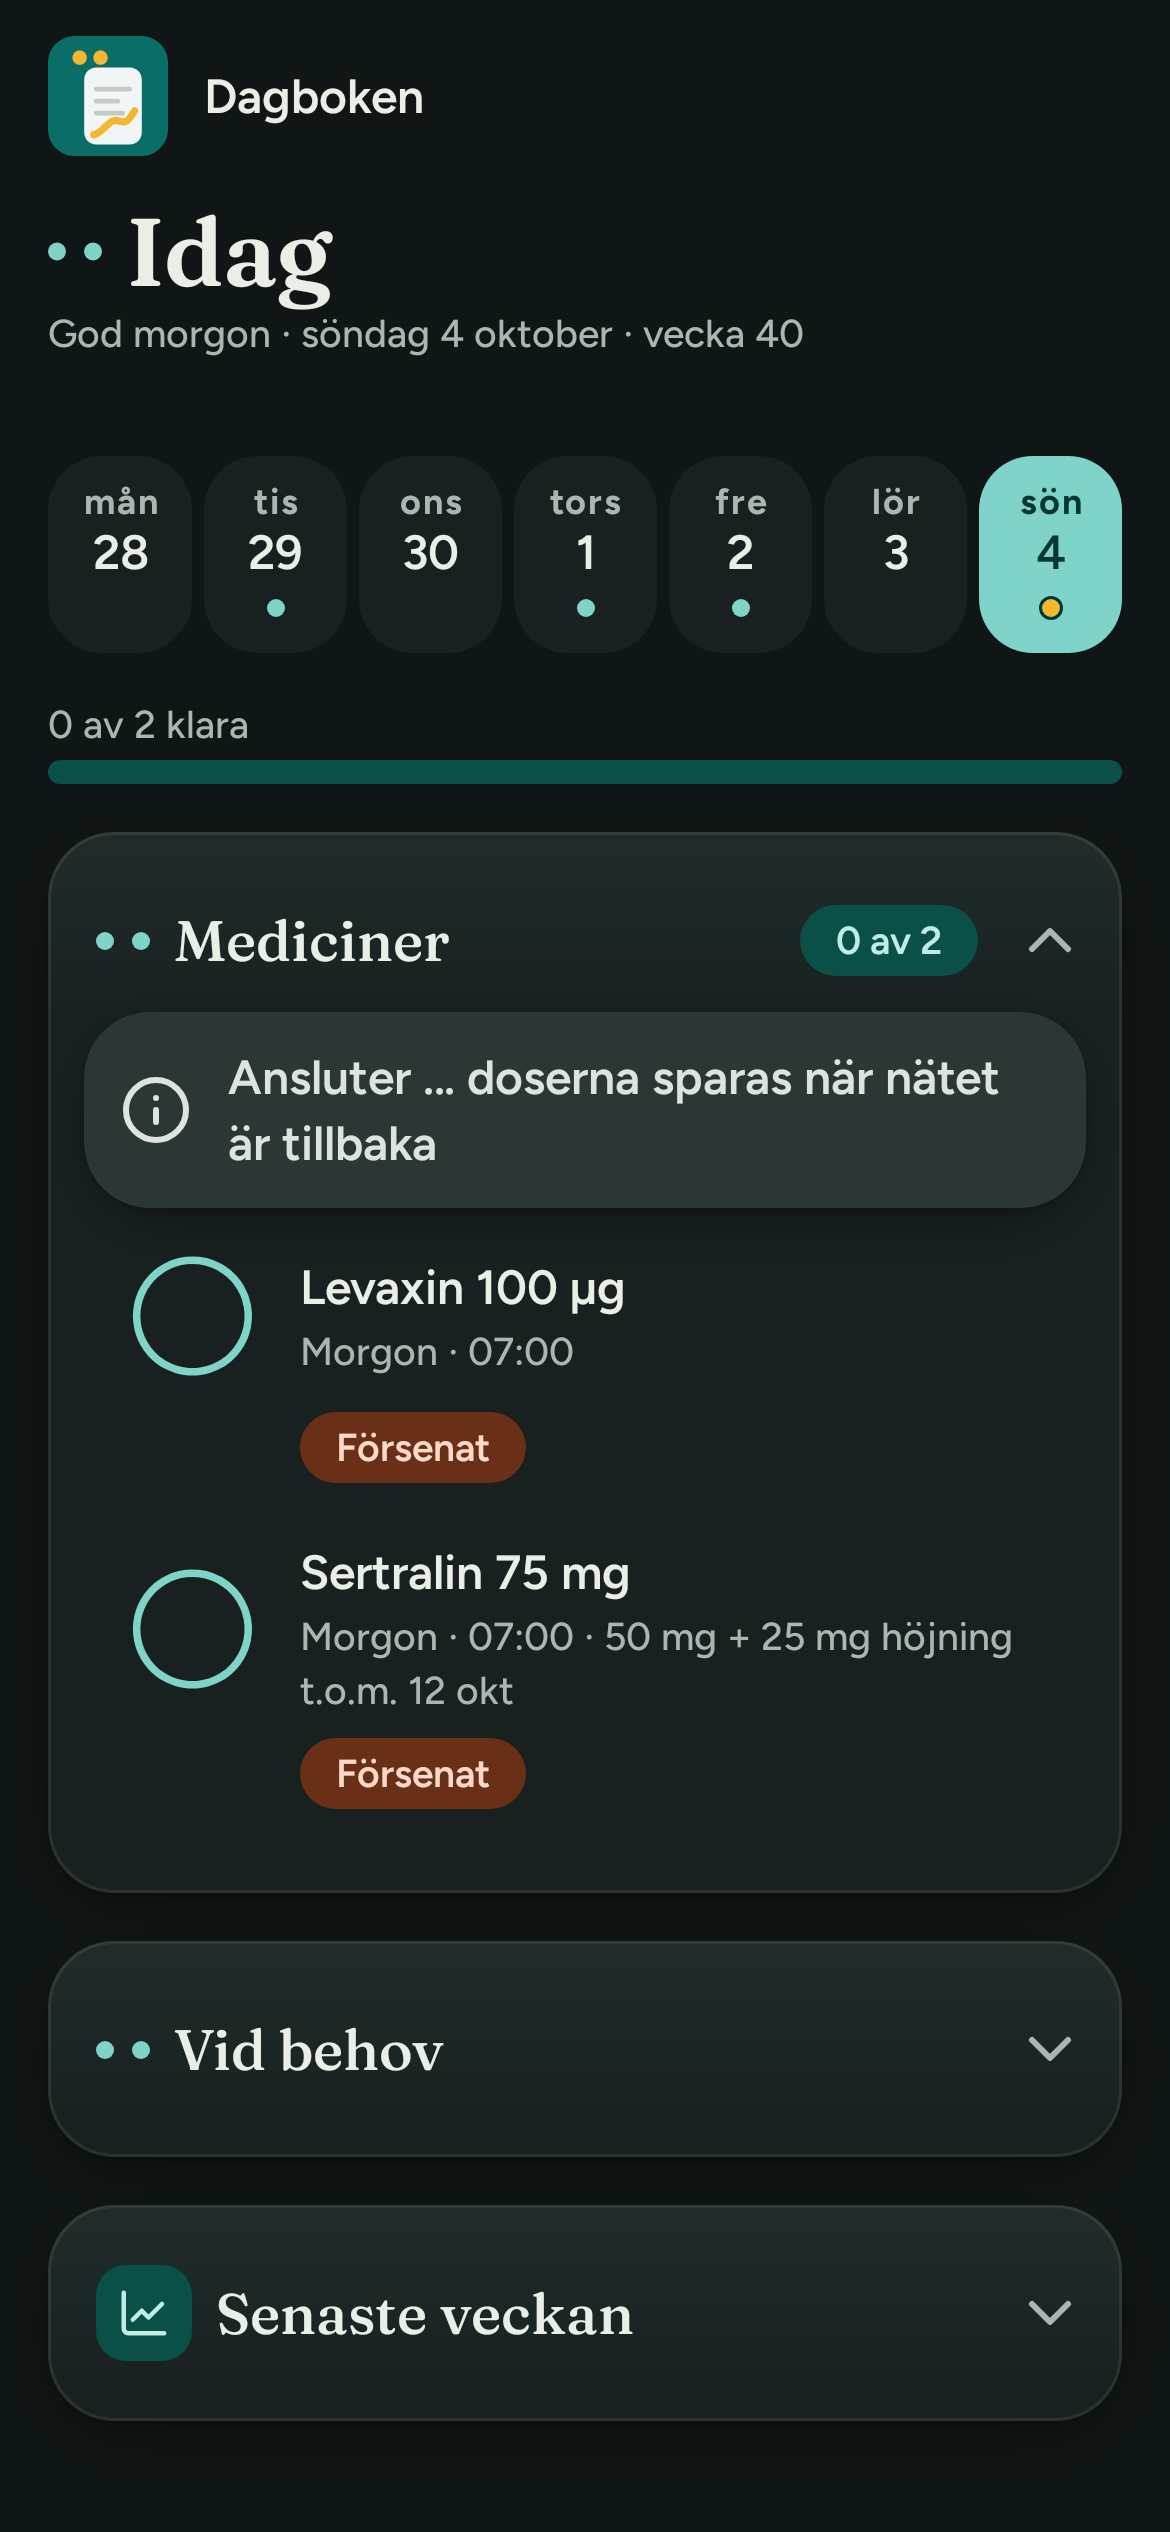 Dagboken
Idag
God morgon · söndag 4 oktober · vecka 40
mån tis ons tors fre lör sön
28 29 30 1 2 3 4
0 av 2 klara
Mediciner 0 av 2
Ansluter ... doserna sparas när nätet
är tillbaka
Levaxin 100 µg
Morgon · 07:00
Försenat
Sertralin 75 mg
Morgon · 07:00 · 50 mg + 25 mg höjning
t.o.m. 12 okt
Försenat
Vid behov
Senaste veckan